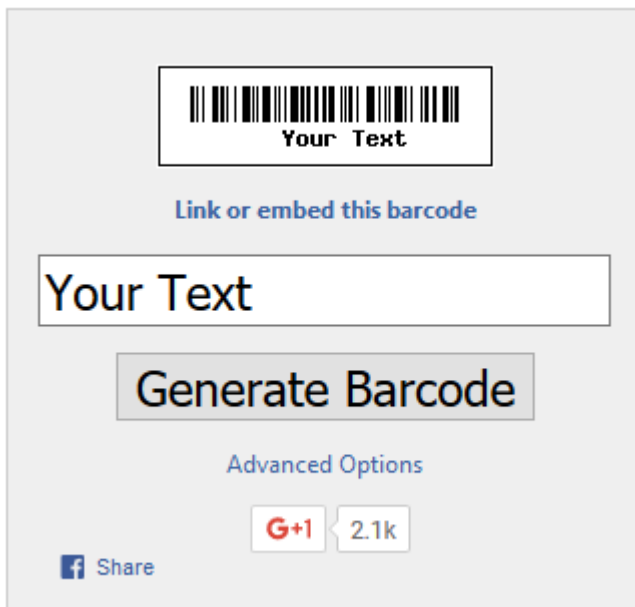 Your Text
Link or embed this barcode
Your Text
Generate Barcode
Advanced Options
G+1 2.1k
Share